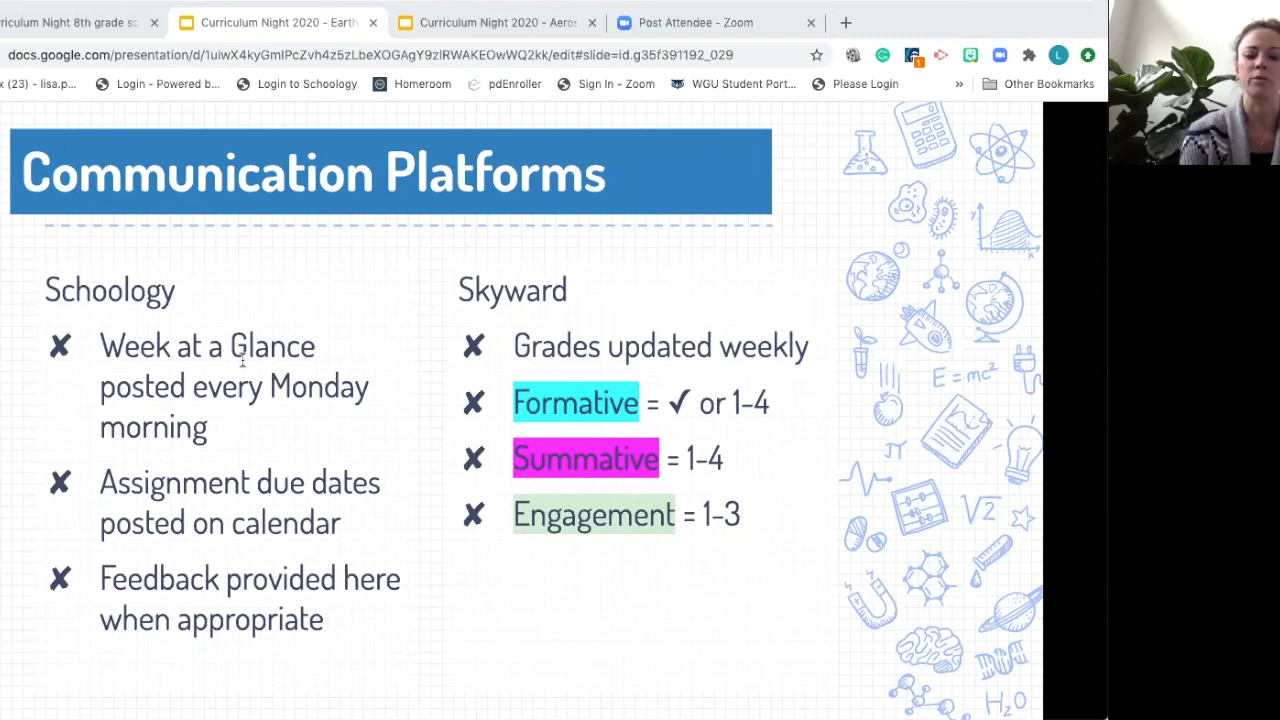 rriculum Night 8th grade sc
Curriculum Night 2020 - Earth
Curriculum Night 2020 - Aeros
Post Attendee - Zoom
docs.google.com/presentation/d/1uiwX4kyGmIPcZvh4z5zLbeXOGAgY9zlRWAKEOwWQ2kk/edit#slide=id.g35f391192_029
x (23) - lisa.p...
Login - Powered b...
Login to Schoology
Homeroom
pdEnroller
Sign In - Zoom
WGU Student Port...
Please Login
»
Other Bookmarks
L
1
Communication Platforms
Schoology
✘ Week at a Glance
posted every Monday
morning
✘ Assignment due dates
posted on calendar
✘ Feedback provided here
when appropriate
Skyward
✘ Grades updated weekly
✘ Formative = ✓ or 1-4
✘ Summative = 1-4
✘ Engagement = 1-3
y
x
E=mc²
π
√2
H₂O